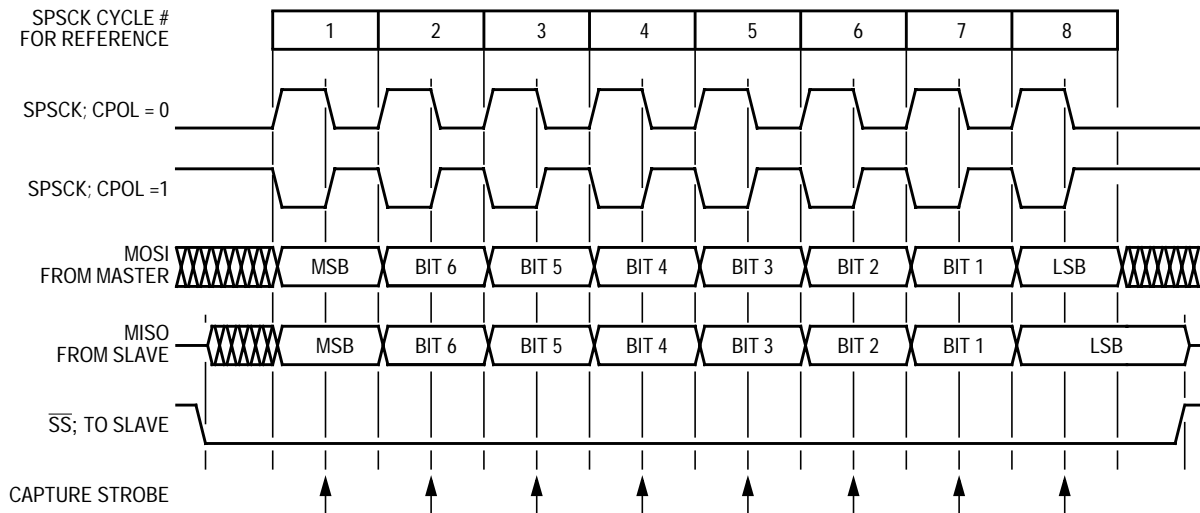 SPSCK CYCLE #
FOR REFERENCE
1 2 3 4 5 6 7 8
SPSCK; CPOL = 0
SPSCK; CPOL =1
MOSI
FROM MASTER
MSB BIT 6 BIT 5 BIT 4 BIT 3 BIT 2 BIT 1 LSB
MISO
FROM SLAVE
MSB BIT 6 BIT 5 BIT 4 BIT 3 BIT 2 BIT 1 LSB
S̅S̅; TO SLAVE
CAPTURE STROBE